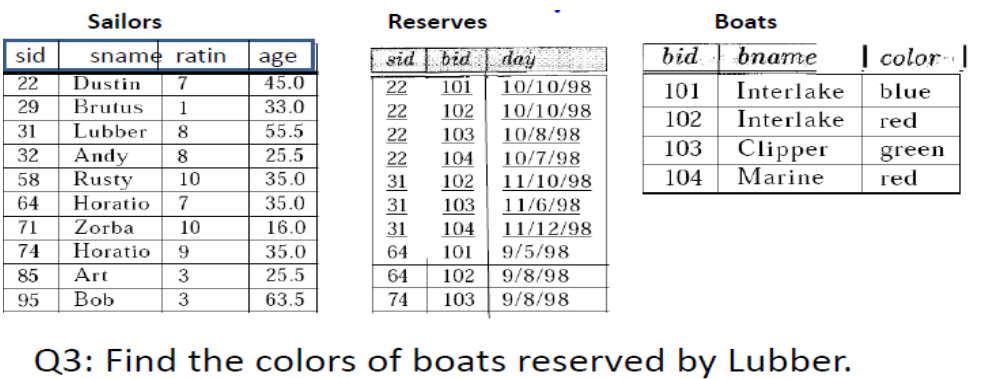 Sailors Reserves Boats
sid sname ratin age
22 Dustin 7 45.0
29 Brutus 1 33.0
31 Lubber 8 55.5
32 Andy 8 25.5
58 Rusty 10 35.0
64 Horatio 7 35.0
71 Zorba 10 16.0
74 Horatio 9 35.0
85 Art 3 25.5
95 Bob 3 63.5
sid bid day
22 101 10/10/98
22 102 10/10/98
22 103 10/8/98
22 104 10/7/98
31 102 11/10/98
31 103 11/6/98
31 104 11/12/98
64 101 9/5/98
64 102 9/8/98
74 103 9/8/98
bid bname color
101 Interlake blue
102 Interlake red
103 Clipper green
104 Marine red
Q3: Find the colors of boats reserved by Lubber.